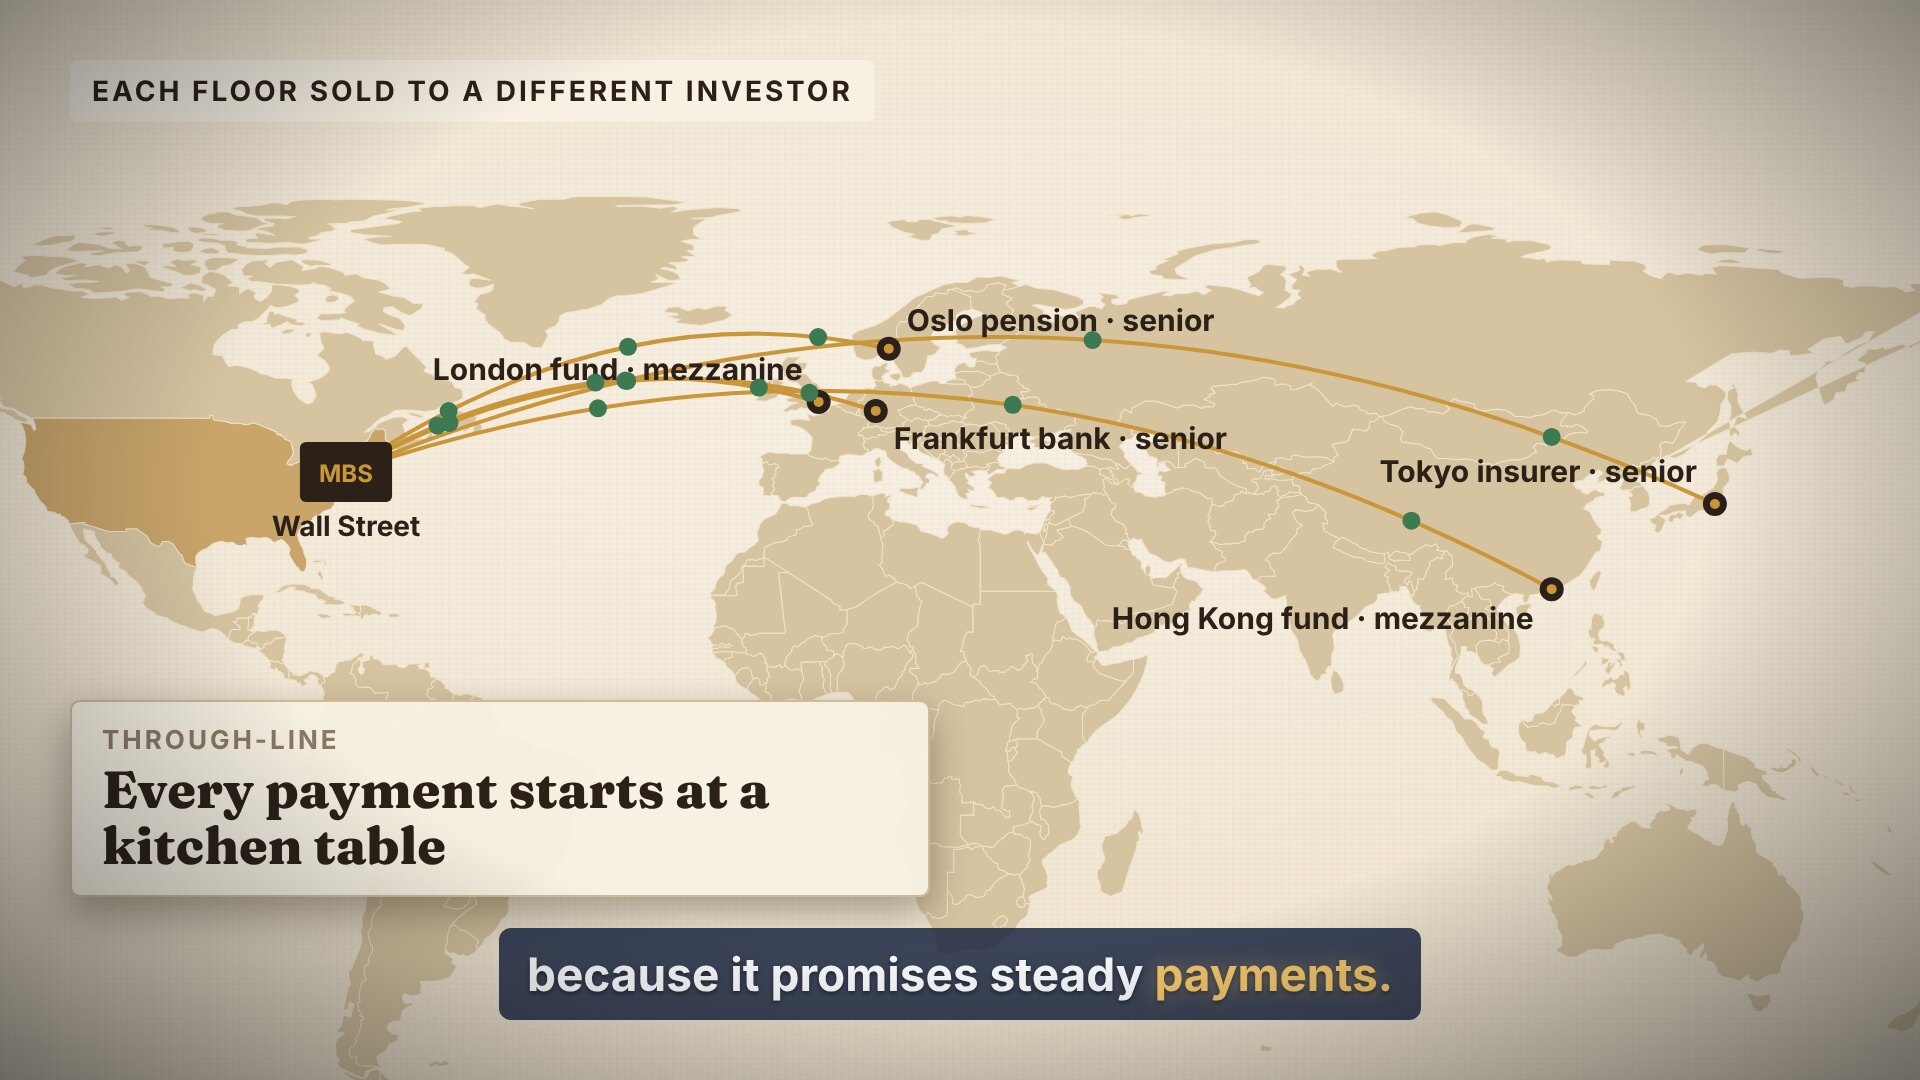 EACH FLOOR SOLD TO A DIFFERENT INVESTOR
Oslo pension · senior
London fund · mezzanine
Frankfurt bank · senior
MBS
Tokyo insurer · senior
Wall Street
Hong Kong fund · mezzanine
THROUGH-LINE
Every payment starts at a
kitchen table
because it promises steady payments.